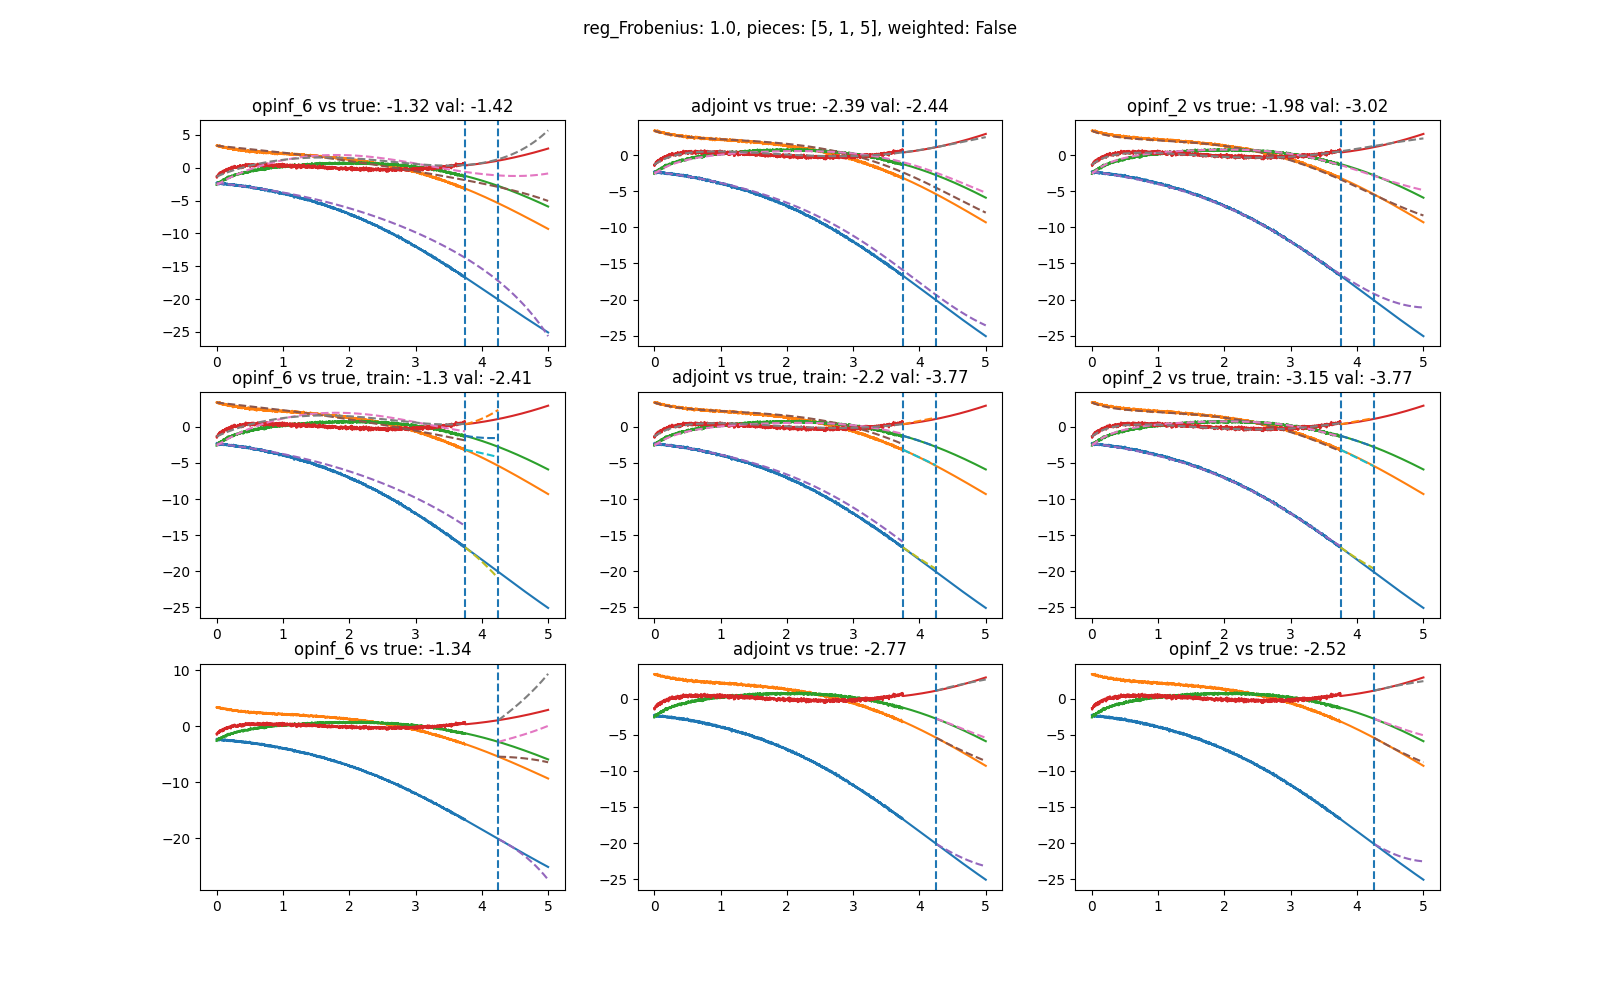 reg_Frobenius: 1.0, pieces: [5, 1, 5], weighted: False
opinf_6 vs true: -1.32 val: -1.42
5
0
−5
−10
−15
−20
−25
0 1 2 3 4 5
adjoint vs true: -2.39 val: -2.44
0
−5
−10
−15
−20
−25
0 1 2 3 4 5
opinf_2 vs true: -1.98 val: -3.02
0
−5
−10
−15
−20
−25
0 1 2 3 4 5
opinf_6 vs true, train: -1.3 val: -2.41
0
−5
−10
−15
−20
−25
0 1 2 3 4 5
adjoint vs true, train: -2.2 val: -3.77
0
−5
−10
−15
−20
−25
0 1 2 3 4 5
opinf_2 vs true, train: -3.15 val: -3.77
0
−5
−10
−15
−20
−25
0 1 2 3 4 5
opinf_6 vs true: -1.34
10
0
−10
−20
0 1 2 3 4 5
adjoint vs true: -2.77
0
−5
−10
−15
−20
−25
0 1 2 3 4 5
opinf_2 vs true: -2.52
0
−5
−10
−15
−20
−25
0 1 2 3 4 5